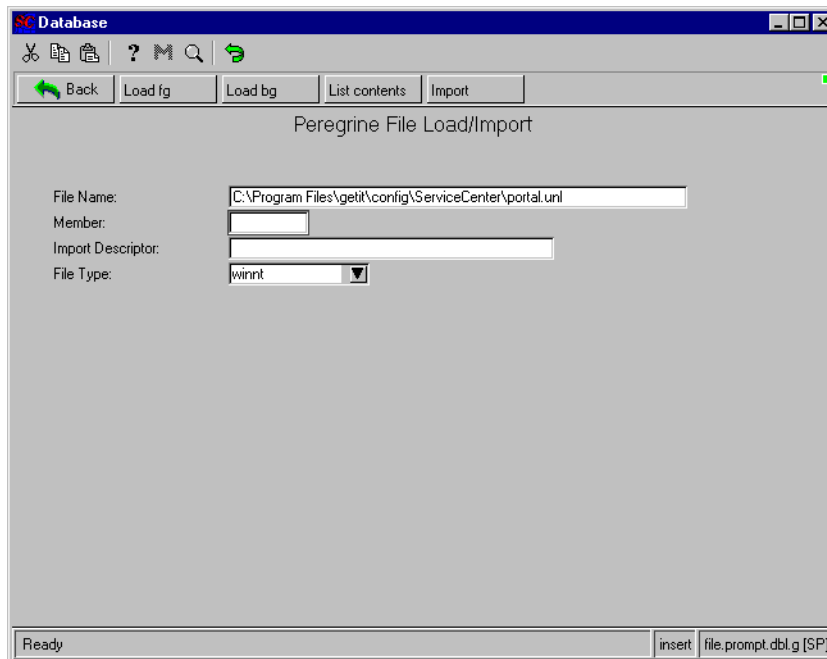 SC Database
Back Load fg Load bg List contents Import
Peregrine File Load/Import
File Name: C:\Program Files\getit\config\ServiceCenter\portal.unl
Member:
Import Descriptor:
File Type: winnt
Ready insert file.prompt.dbl.g [SP]